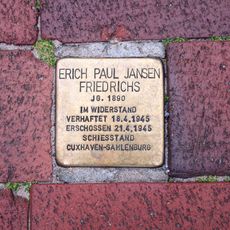 ERICH PAUL JANSEN
FRIEDRICHS
JG. 1890
IM WIDERSTAND
VERHAFTET 18.4.1945
ERSCHOSSEN 21.4.1945
SCHIESSTAND
CUXHAVEN-SAHLENBURG